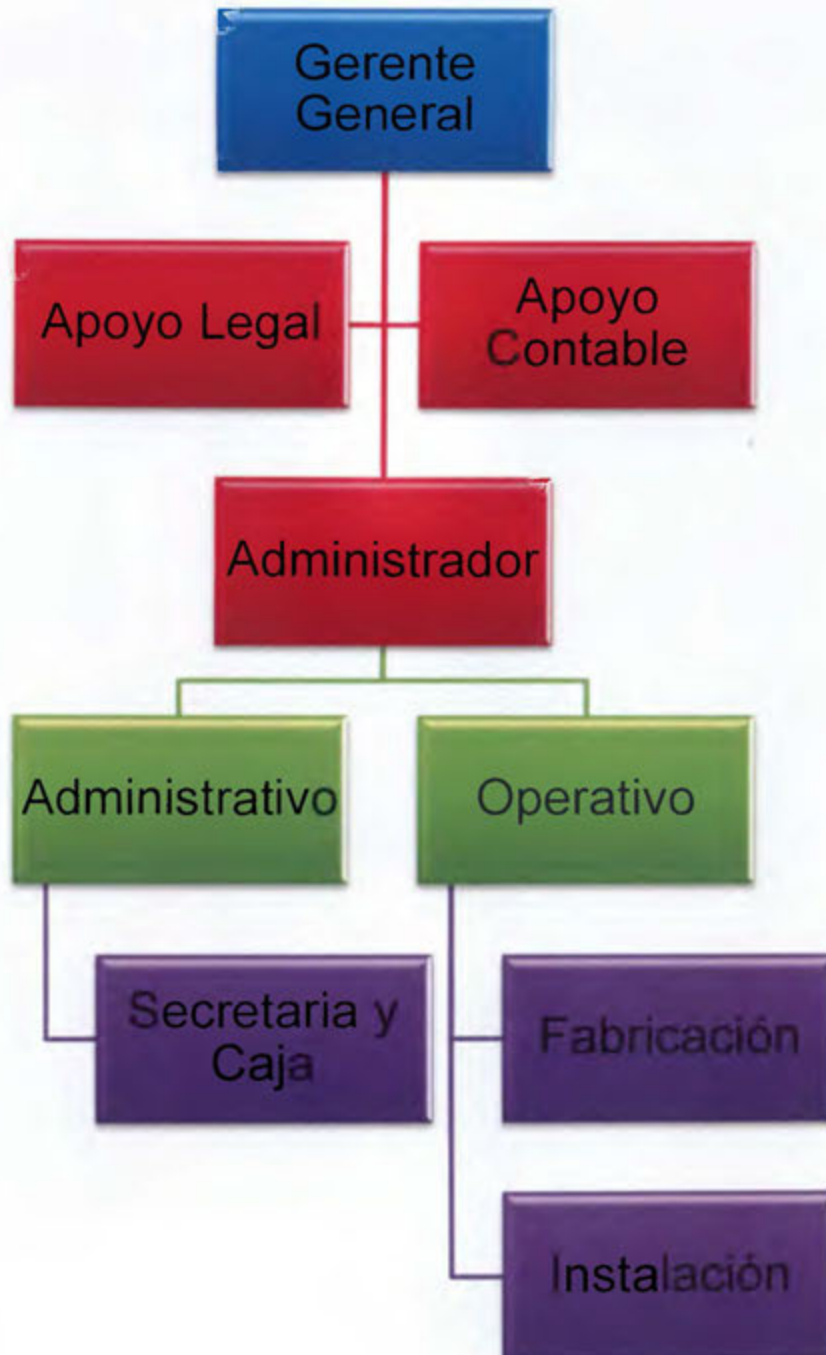 Gerente
General
Apoyo Legal
Apoyo
Contable
Administrador
Administrativo
Operativo
Secretaria y
Caja
Fabricación
Instalación